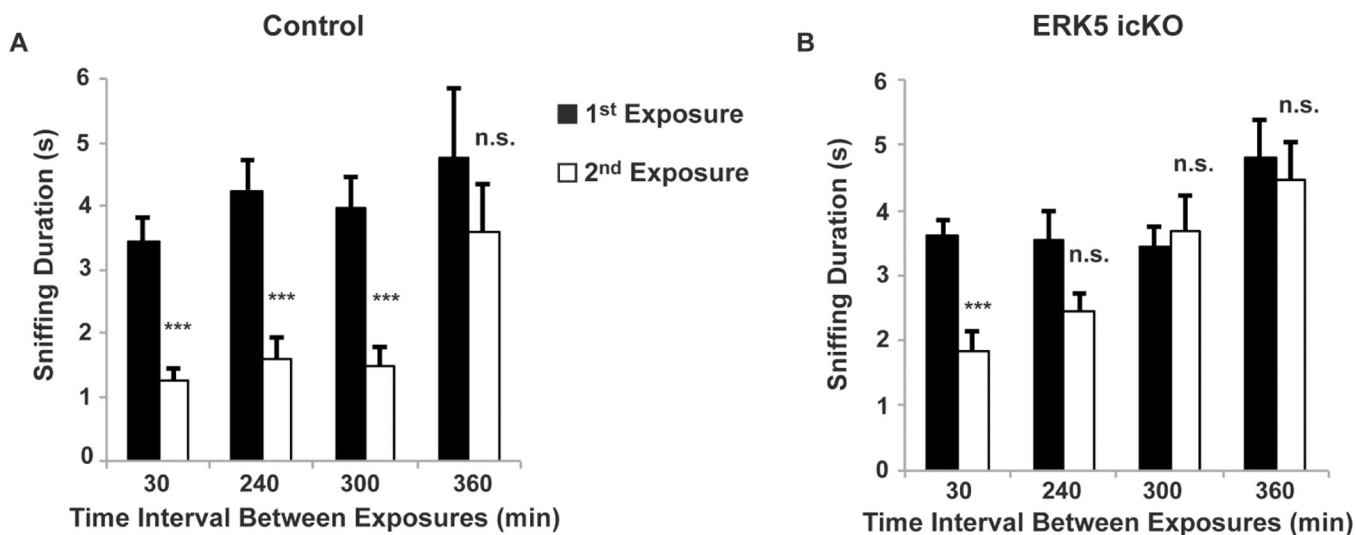 Control
A
6
5
4
3
2
1
0
Sniffing Duration (s)
***
***
***
n.s.
30 240 300 360
Time Interval Between Exposures (min)
1st Exposure
2nd Exposure
ERK5 icKO
B
6
5
4
3
2
1
0
Sniffing Duration (s)
***
n.s.
n.s.
n.s.
30 240 300 360
Time Interval Between Exposures (min)